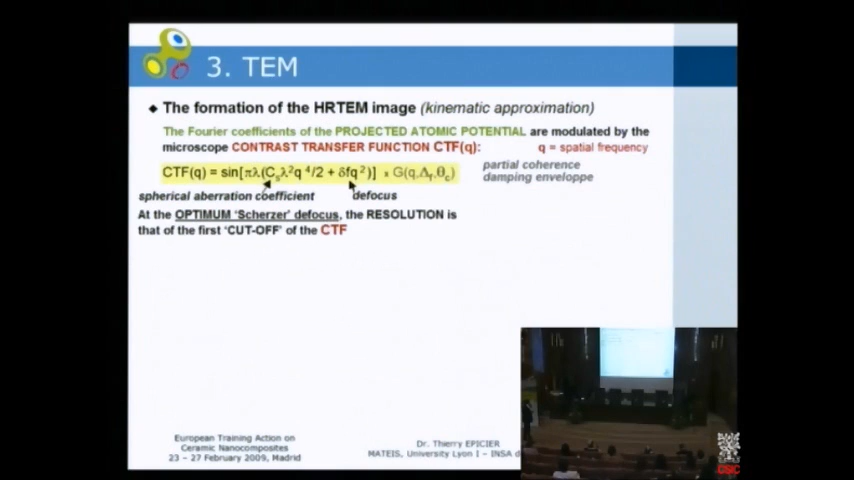 3. TEM
◆ The formation of the HRTEM image (kinematic approximation)
The Fourier coefficients of the PROJECTED ATOMIC POTENTIAL are modulated by the
microscope CONTRAST TRANSFER FUNCTION CTF(q): q = spatial frequency
CTF(q) = sin[πλ(Csλ²q⁴/2 + δfq²)] x G(q,Δf,θc) partial coherence
damping enveloppe
spherical aberration coefficient defocus
At the OPTIMUM 'Scherzer' defocus, the RESOLUTION is
that of the first 'CUT-OFF' of the CTF
European Training Action on
Ceramic Nanocomposites
23 – 27 February 2009, Madrid
Dr. Thierry EPICIER
MATEIS, University Lyon I – INSA d
CSIC